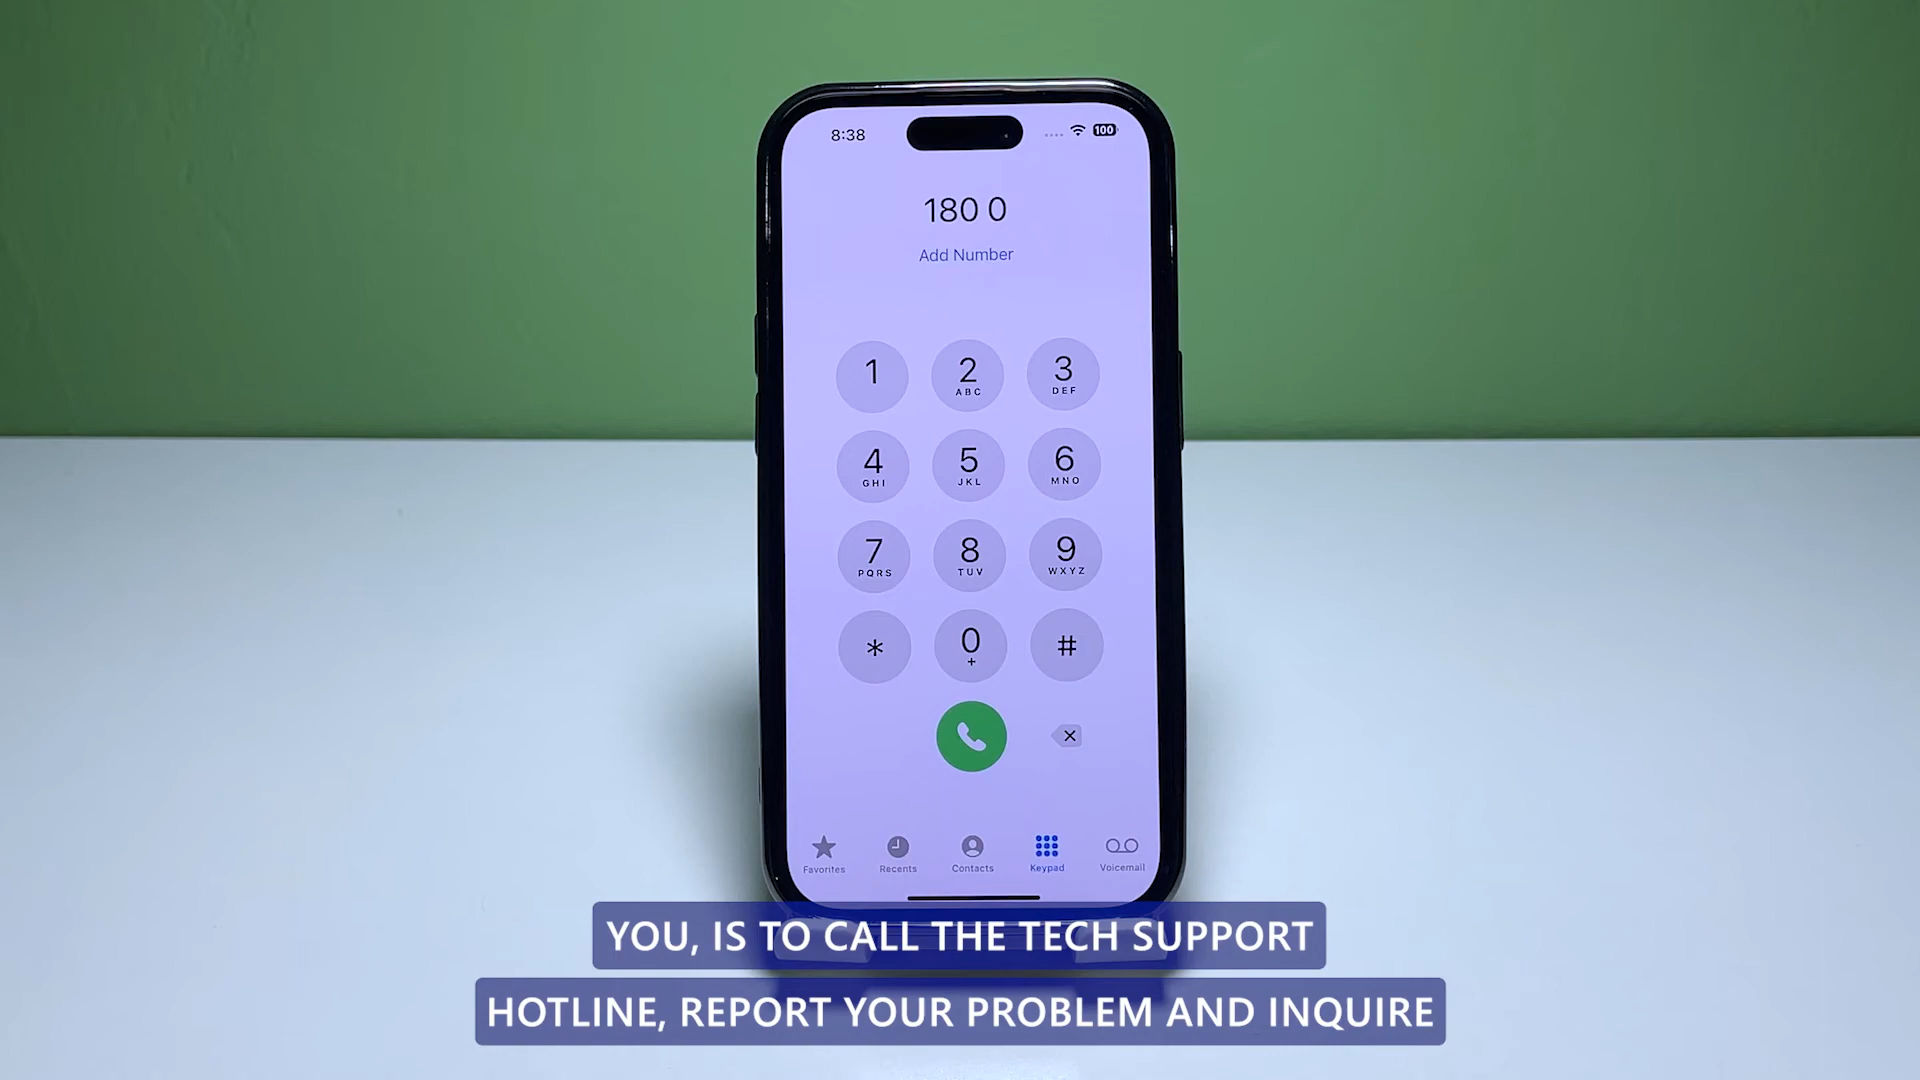 8:38 100
180 0
Add Number
1 2 3
ABC DEF
4 5 6
GHI JKL MNO
7 8 9
PQRS TUV WXYZ
* 0 #
+
Favorites Recents Contacts Keypad Voicemail
YOU, IS TO CALL THE TECH SUPPORT
HOTLINE, REPORT YOUR PROBLEM AND INQUIRE